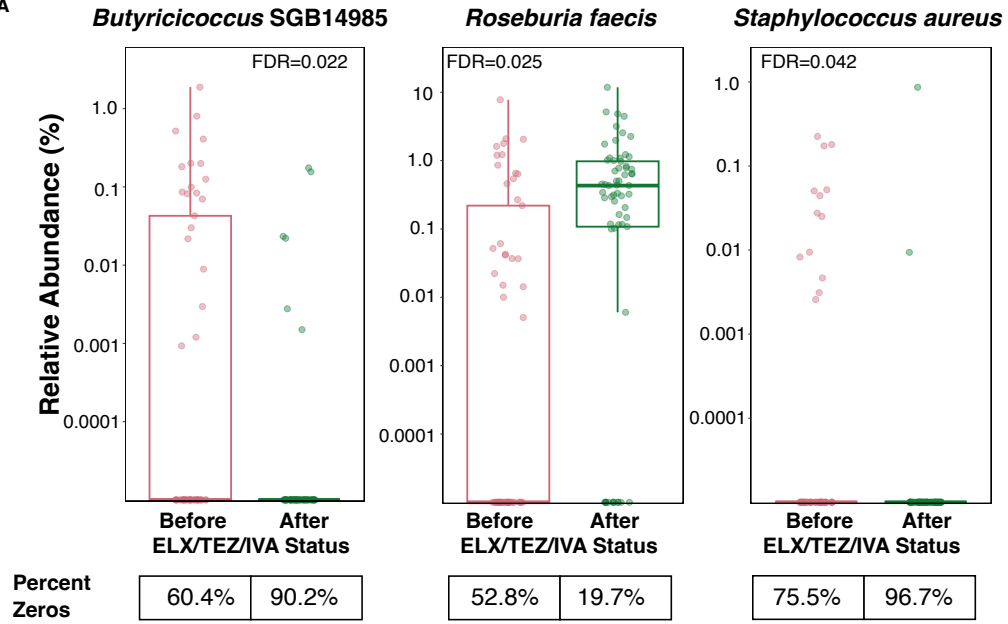 A
Butyricicoccus SGB14985
Roseburia faecis
Staphylococcus aureus
Relative Abundance (%)
FDR=0.022
1.0
0.1
0.01
0.001
0.0001
FDR=0.025
10
1.0
0.1
0.01
0.001
0.0001
FDR=0.042
1.0
0.1
0.01
0.001
0.0001
Before After
ELX/TEZ/IVA Status
Before After
ELX/TEZ/IVA Status
Before After
ELX/TEZ/IVA Status
Percent
Zeros
60.4% 90.2%
52.8% 19.7%
75.5% 96.7%